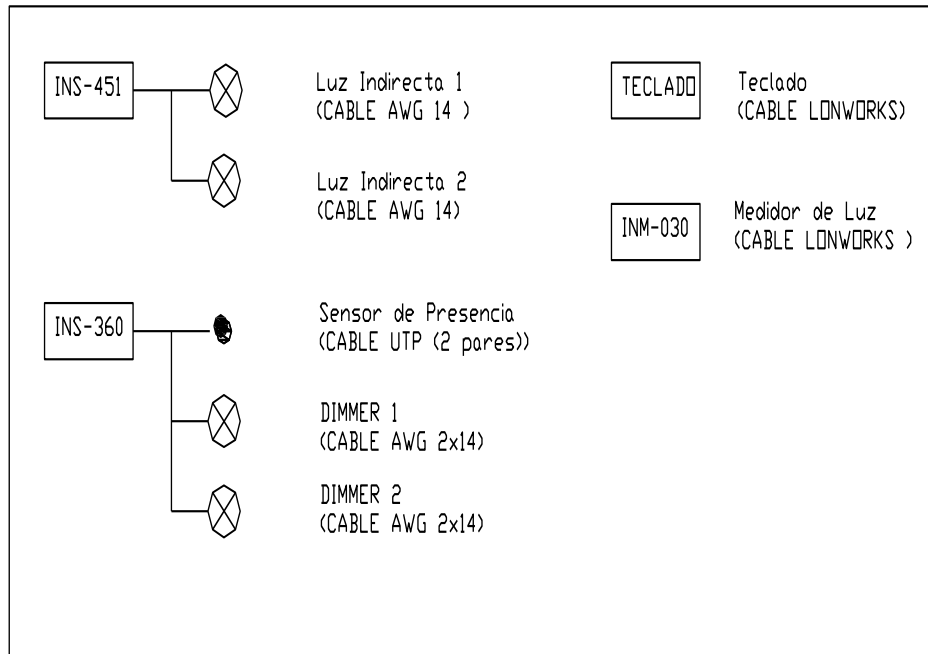 INS-451
Luz Indirecta 1
(CABLE AWG 14 )
Luz Indirecta 2
(CABLE AWG 14)
INS-360
Sensor de Presencia
(CABLE UTP (2 pares))
DIMMER 1
(CABLE AWG 2x14)
DIMMER 2
(CABLE AWG 2x14)
TECLADO
Teclado
(CABLE LONWORKS)
INM-030
Medidor de Luz
(CABLE LONWORKS )